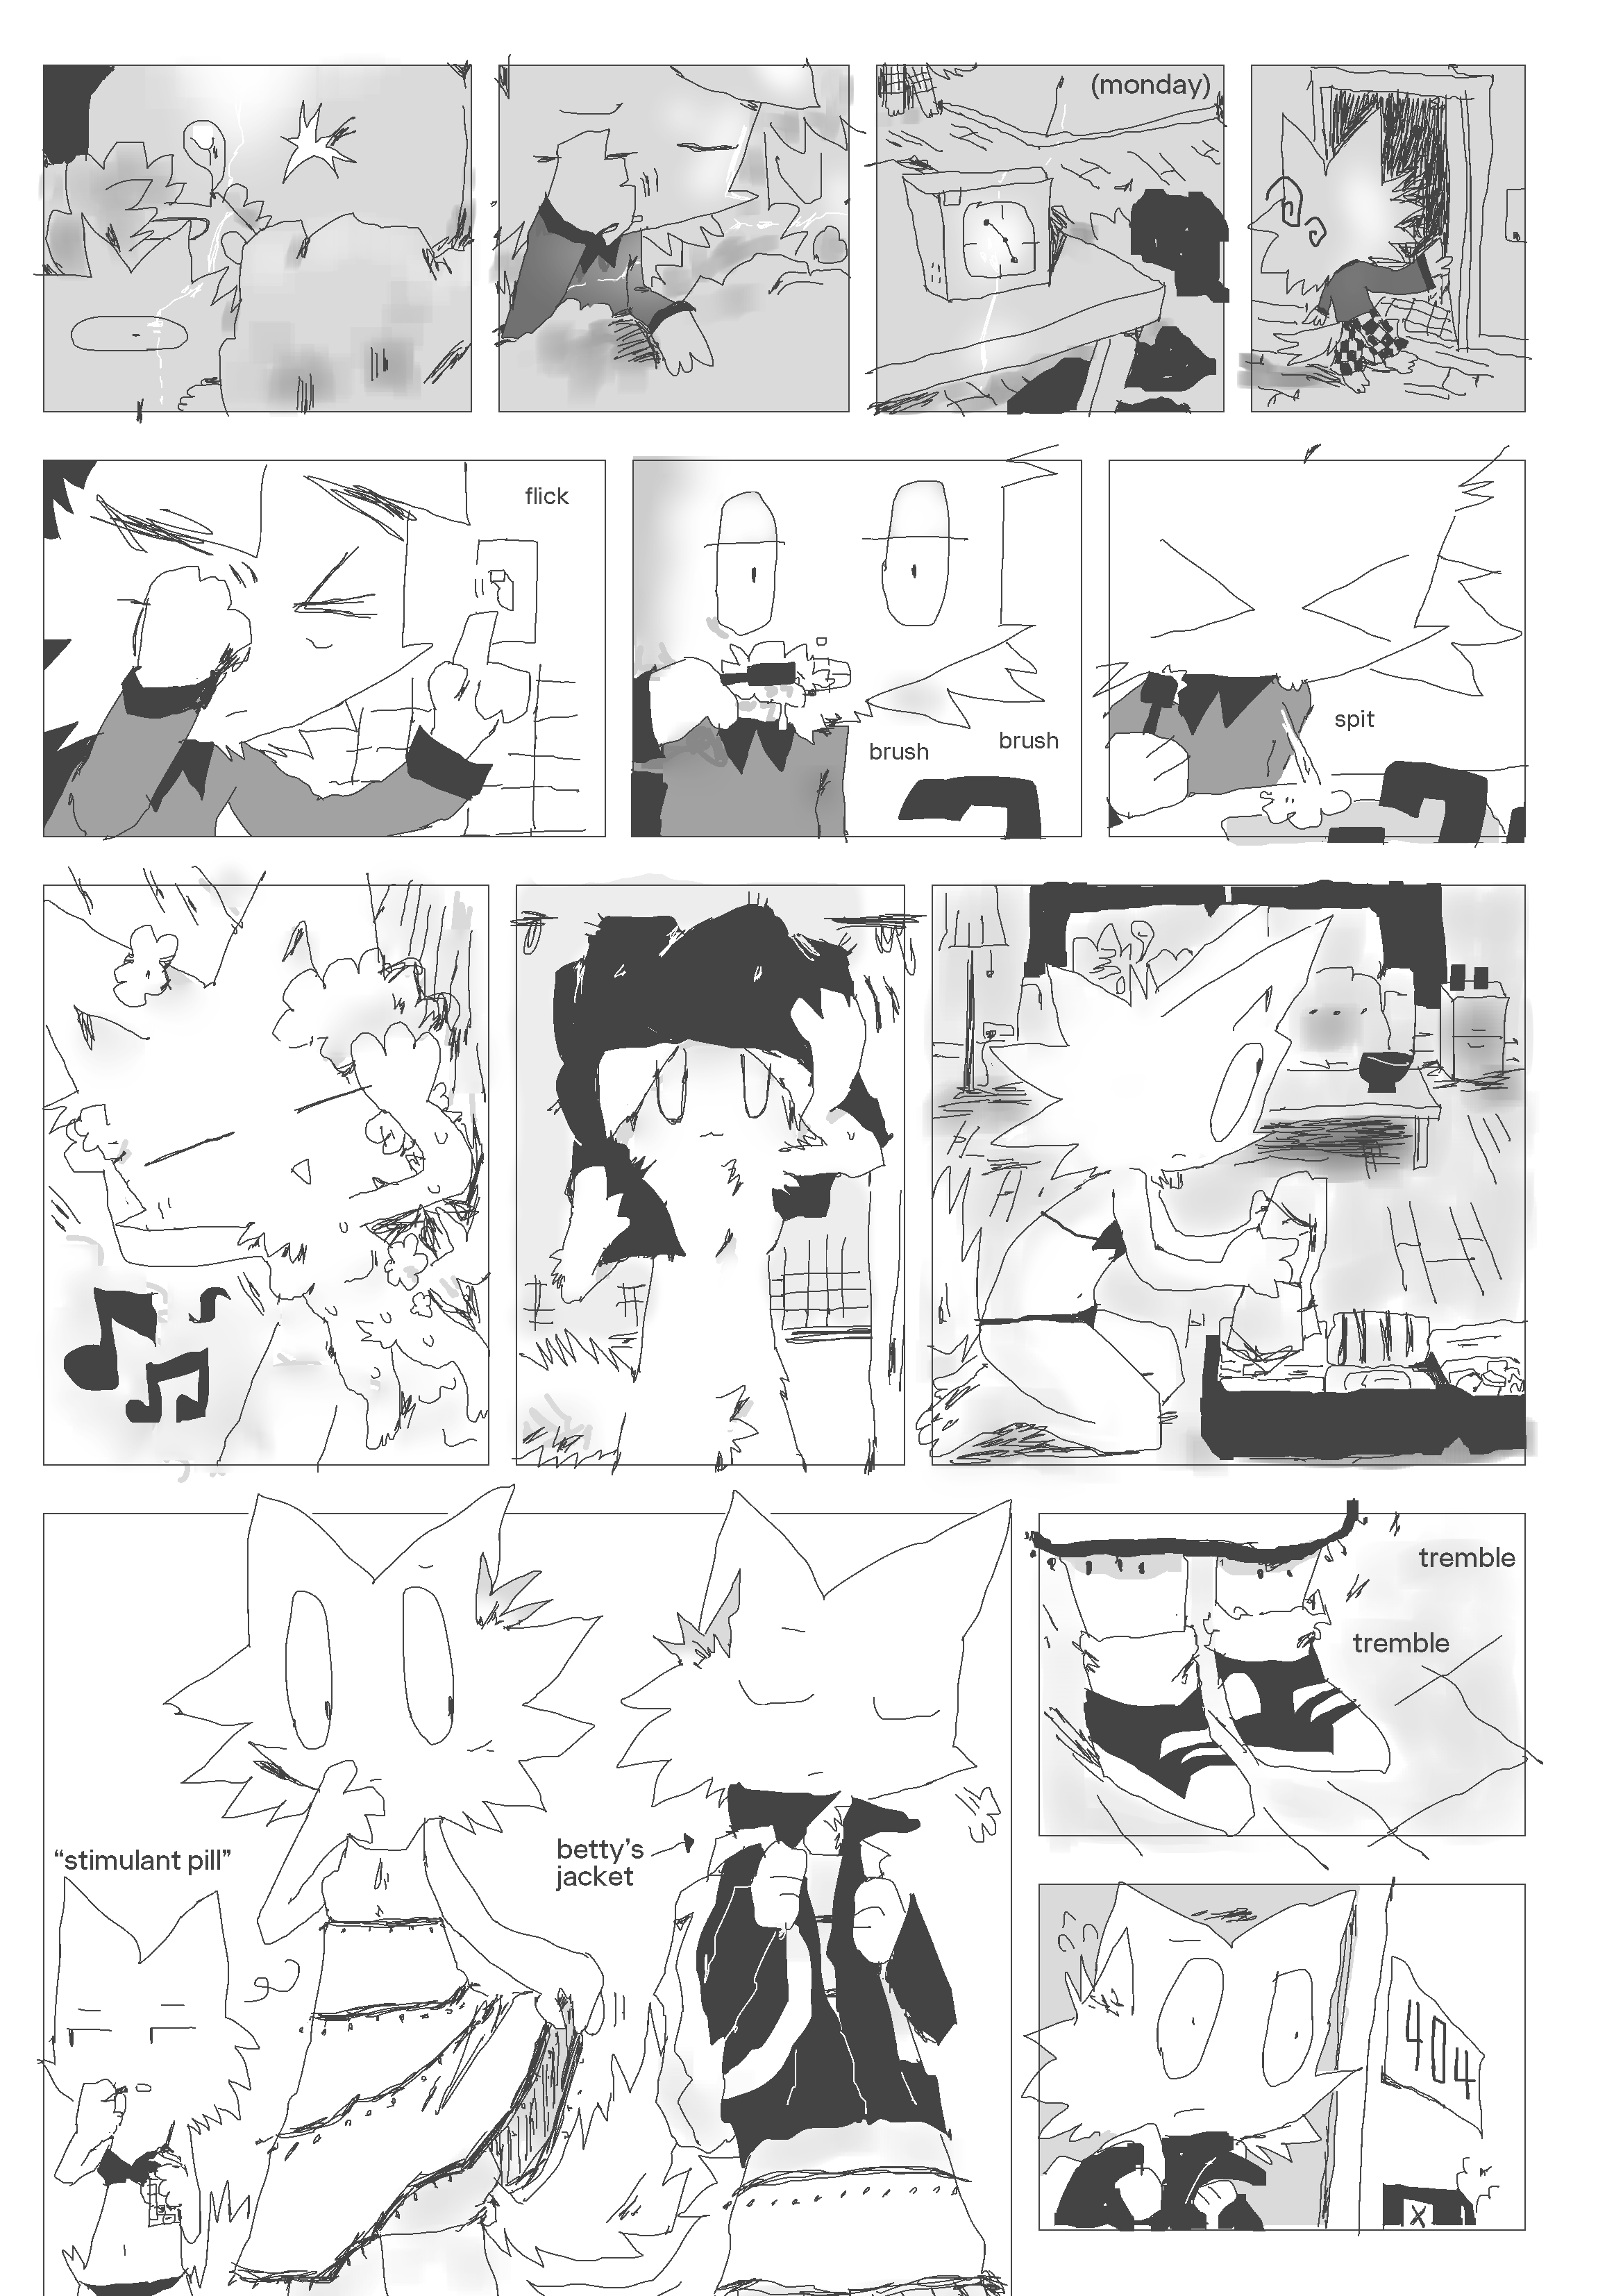 (monday)
flick
brush
brush
spit
“stimulant pill”
betty’s
jacket
tremble
tremble
404
X